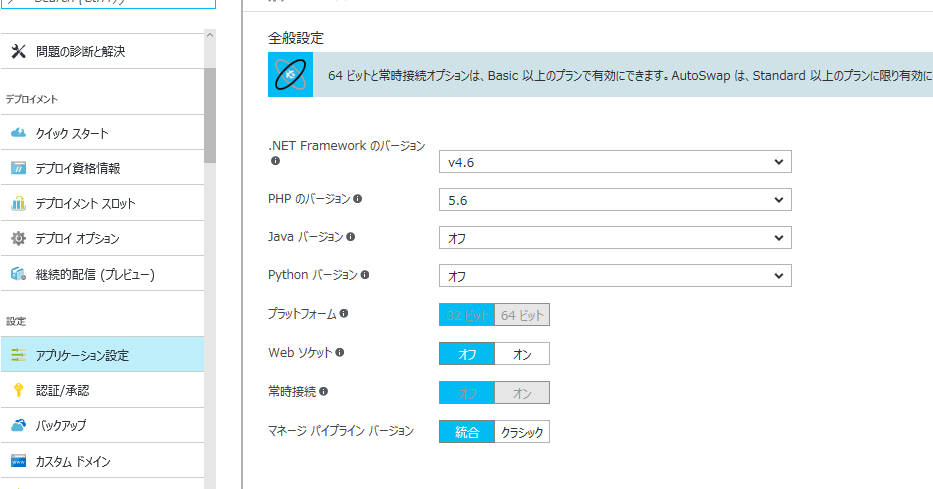 問題の診断と解決
デプロイメント
クイック スタート
デプロイ資格情報
デプロイメント スロット
デプロイ オプション
継続的配信 (プレビュー)
設定
アプリケーション設定
認証/承認
バックアップ
カスタム ドメイン
全般設定
64 ビットと常時接続オプションは、Basic 以上のプランで有効にできます。AutoSwap は、Standard 以上のプランに限り有効に
.NET Framework のバージョン
v4.6
PHP のバージョン
5.6
Java バージョン
オフ
Python バージョン
オフ
プラットフォーム
32 ビット 64 ビット
Web ソケット
オフ オン
常時接続
オフ オン
マネージ パイプライン バージョン
統合 クラシック